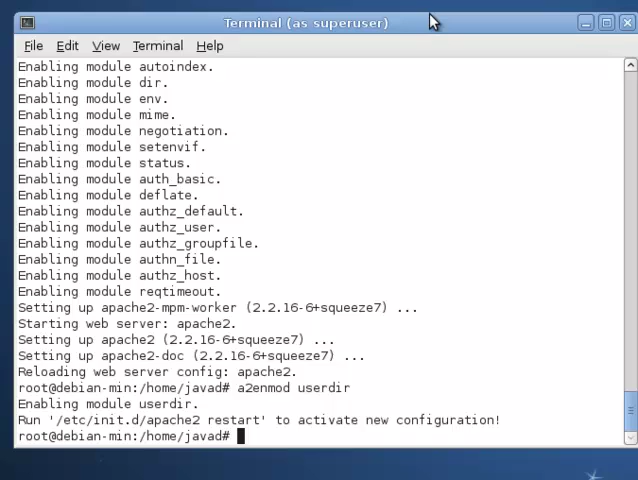 Terminal (as superuser)
File Edit View Terminal Help
Enabling module autoindex.
Enabling module dir.
Enabling module env.
Enabling module mime.
Enabling module negotiation.
Enabling module setenvif.
Enabling module status.
Enabling module auth_basic.
Enabling module deflate.
Enabling module authz_default.
Enabling module authz_user.
Enabling module authz_groupfile.
Enabling module authn_file.
Enabling module authz_host.
Enabling module reqtimeout.
Setting up apache2-mpm-worker (2.2.16-6+squeeze7) ...
Starting web server: apache2.
Setting up apache2 (2.2.16-6+squeeze7) ...
Setting up apache2-doc (2.2.16-6+squeeze7) ...
Reloading web server config: apache2.
root@debian-min:/home/javad# a2enmod userdir
Enabling module userdir.
Run '/etc/init.d/apache2 restart' to activate new configuration!
root@debian-min:/home/javad#